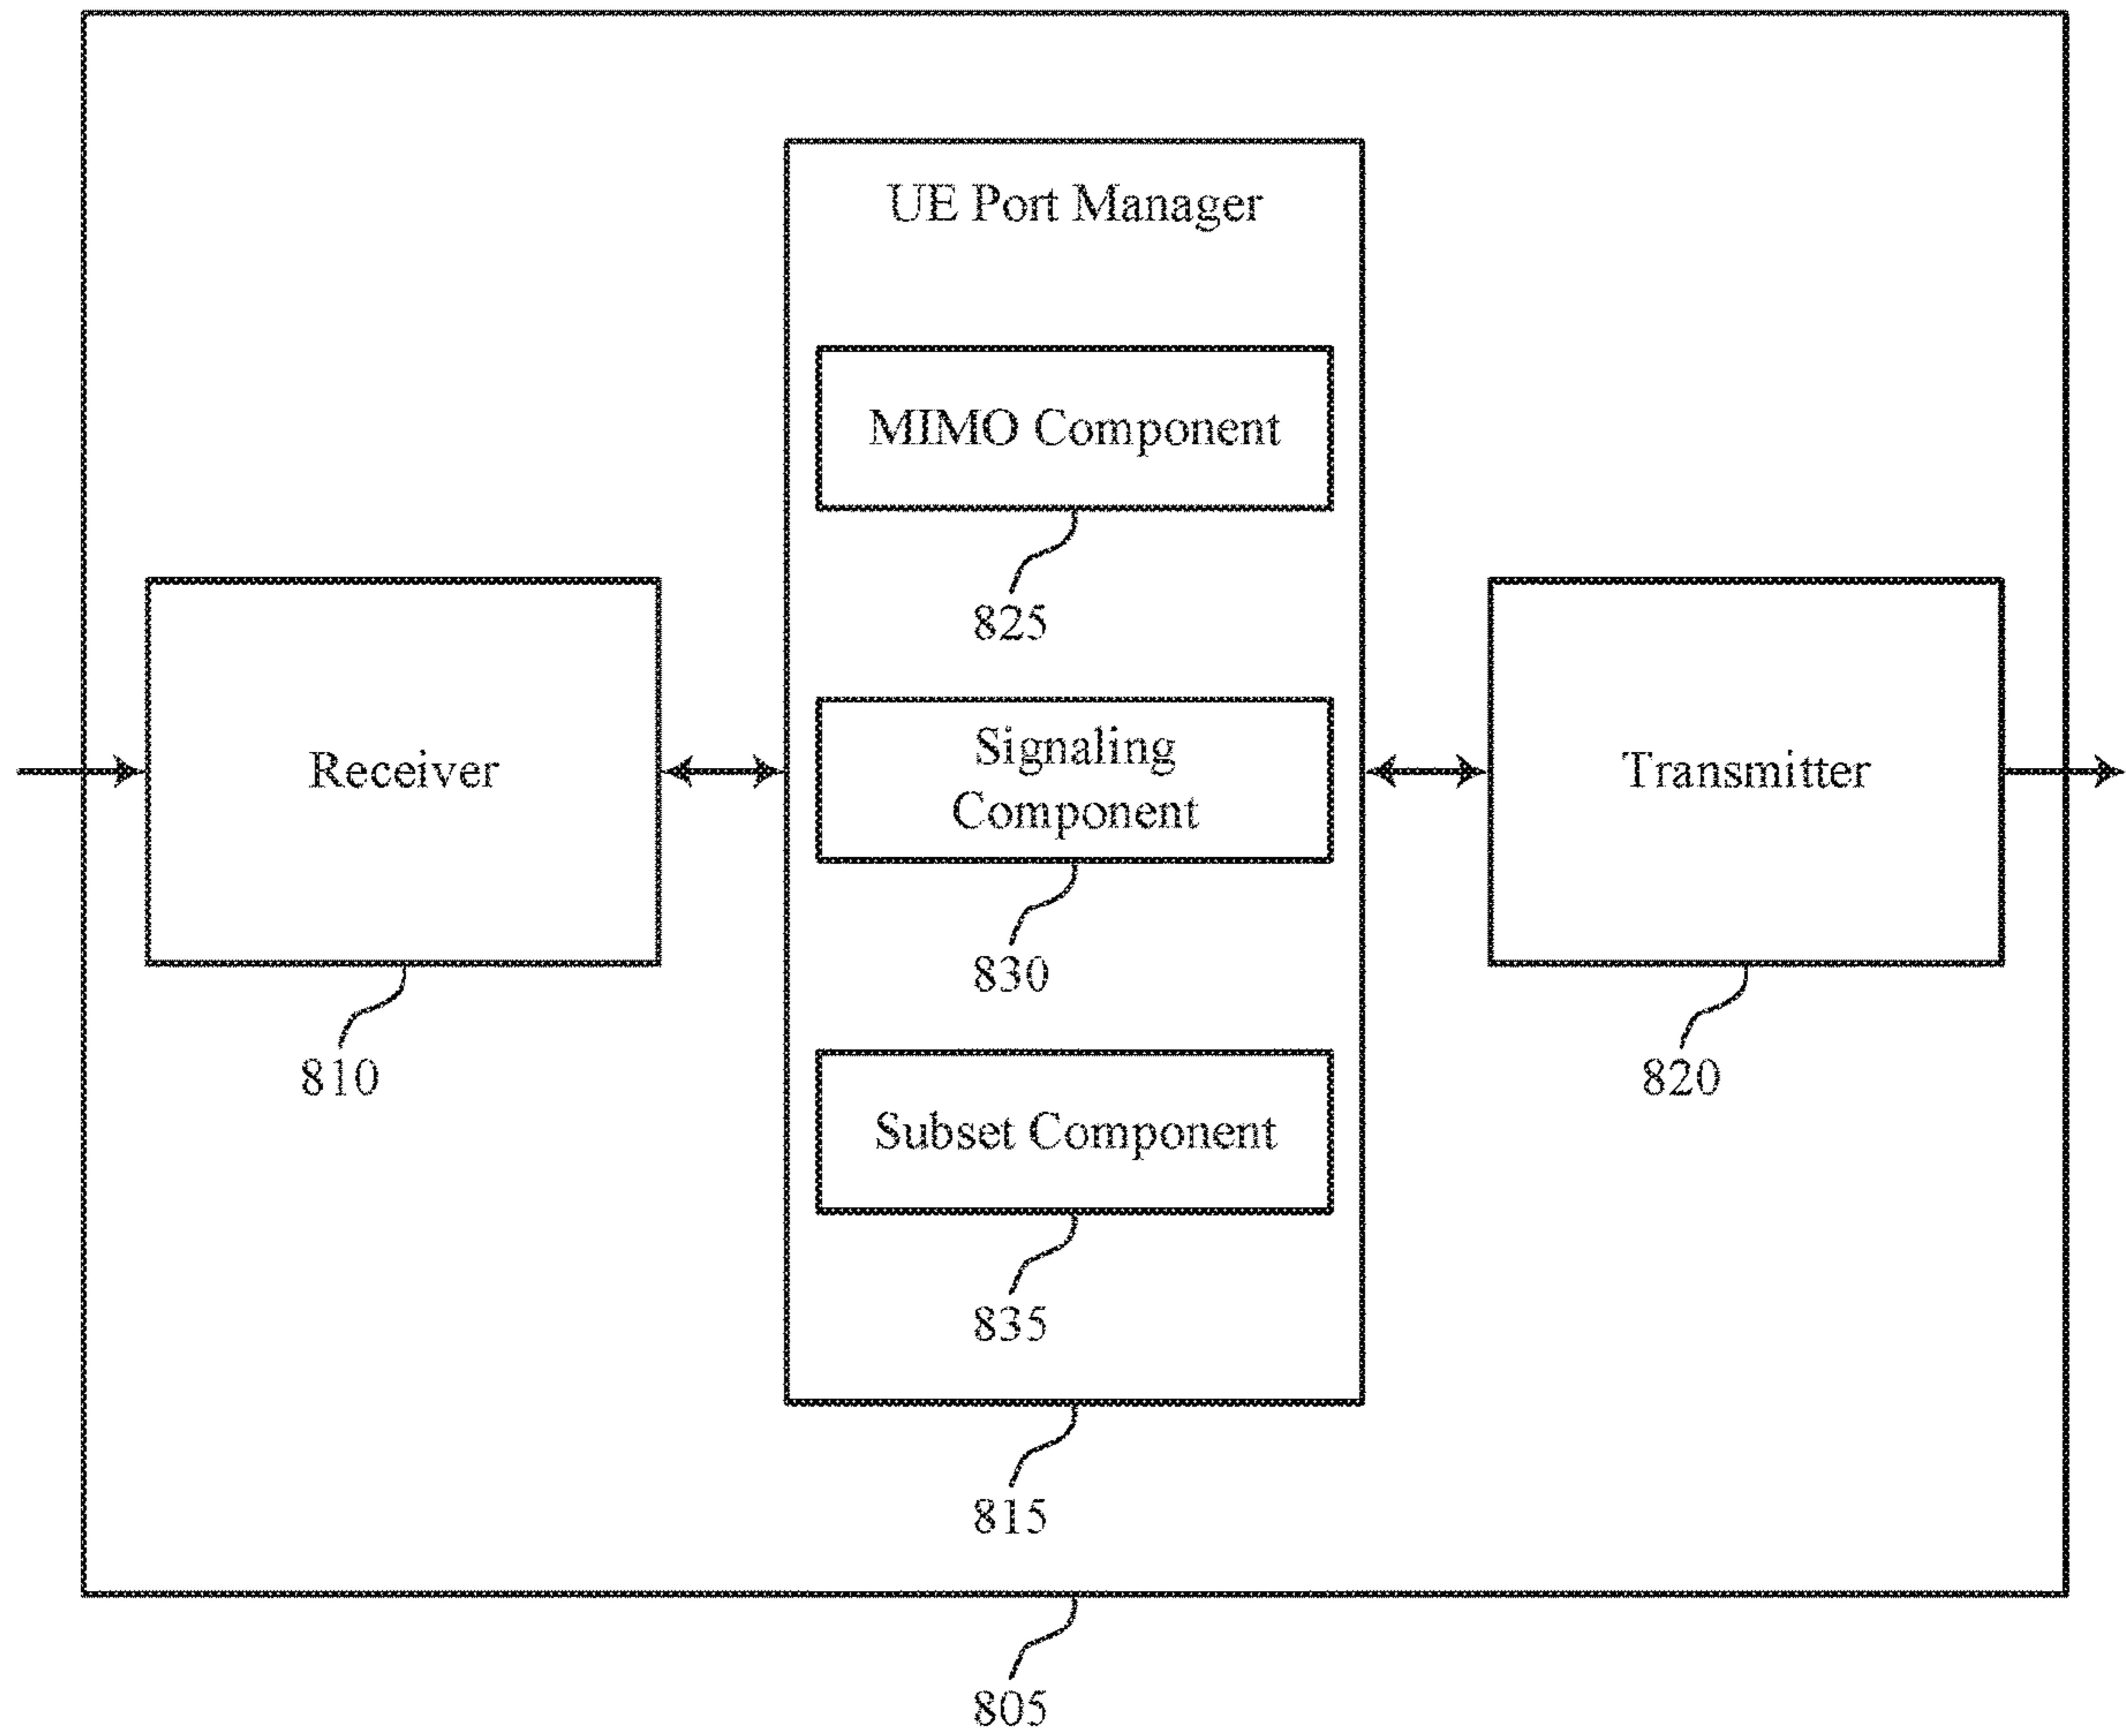 UE Port Manager
MIMO Component
825
Receiver
810
Signaling
Component
830
Transmitter
820
Subset Component
835
815
805